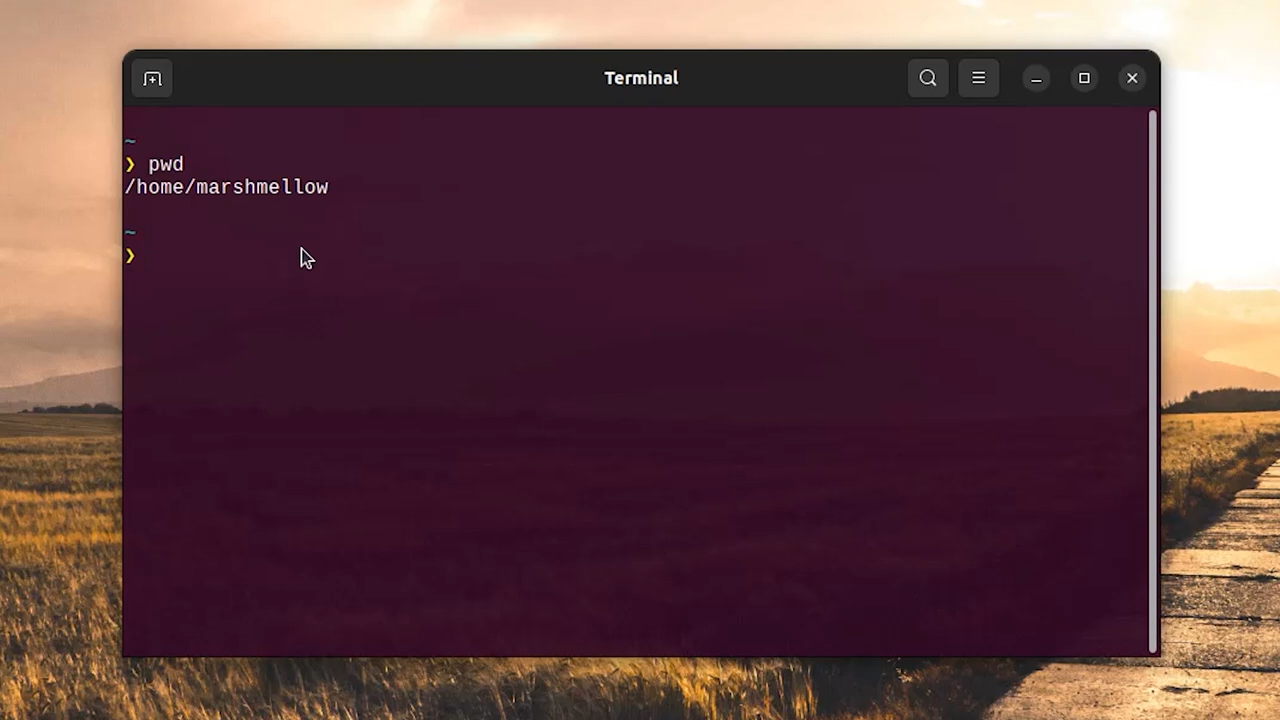 Terminal
~
❯ pwd
/home/marshmellow
~
❯